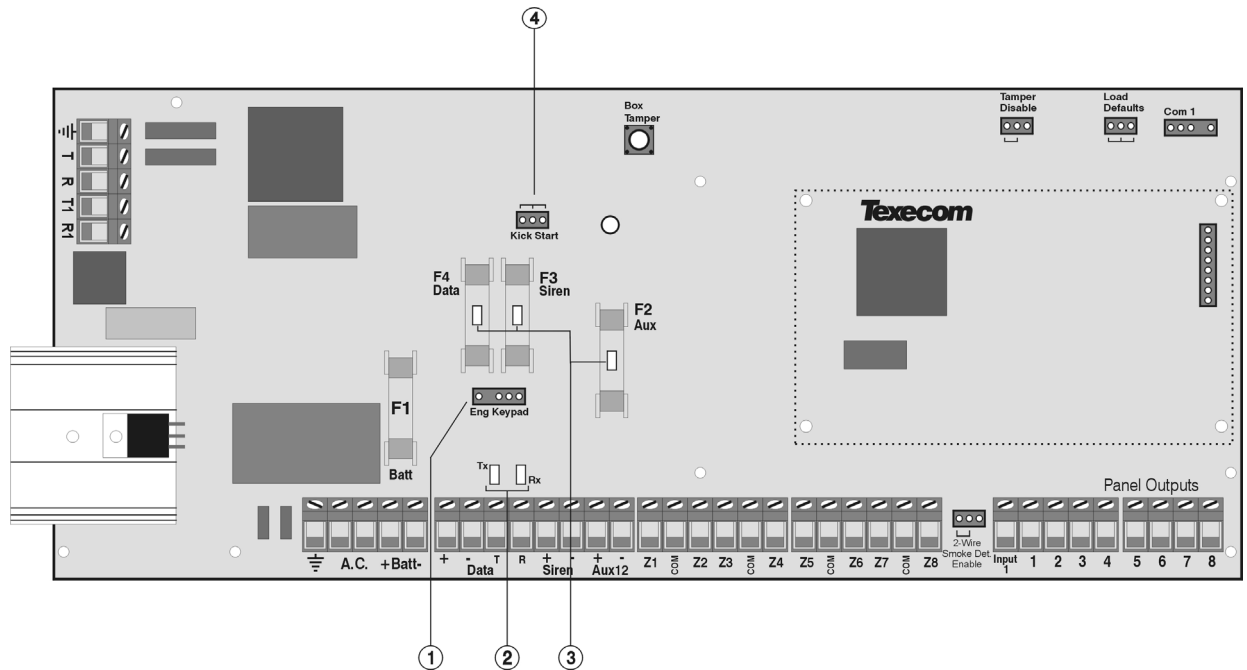 4
Box
Tamper
Tamper
Disable
Load
Defaults
Com 1
T
R
T1
R1
Texecom
Kick Start
F4
Data
F3
Siren
F2
Aux
F1
Eng Keypad
Batt
Tx
Rx
Panel Outputs
A.C. +Batt- + - T R + - + - Z1 COM Z2 Z3 COM Z4 Z5 COM Z6 Z7 COM Z8
Data Siren Aux12
2-Wire
Smoke Det.
Enable
Input
1
1 2 3 4 5 6 7 8
1 2 3